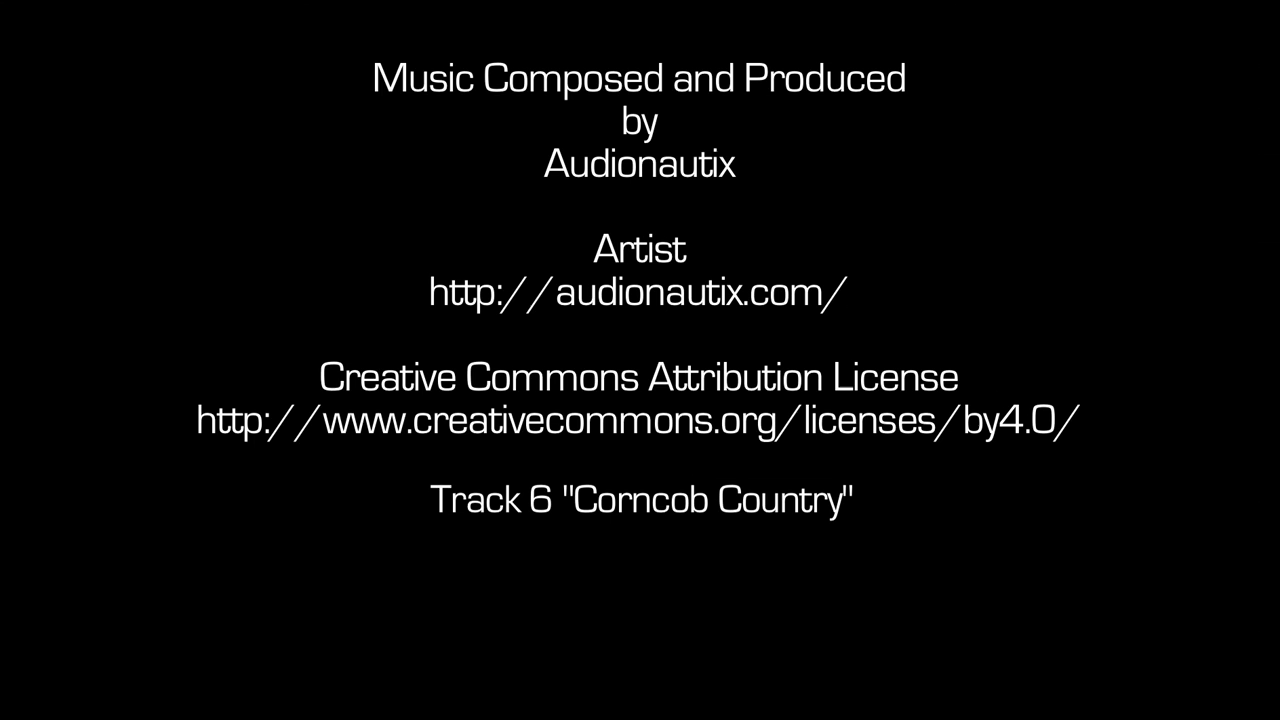 Music Composed and Produced
by
Audionautix
Artist
http://audionautix.com/
Creative Commons Attribution License
http://www.creativecommons.org/licenses/by4.0/
Track 6 "Corncob Country"